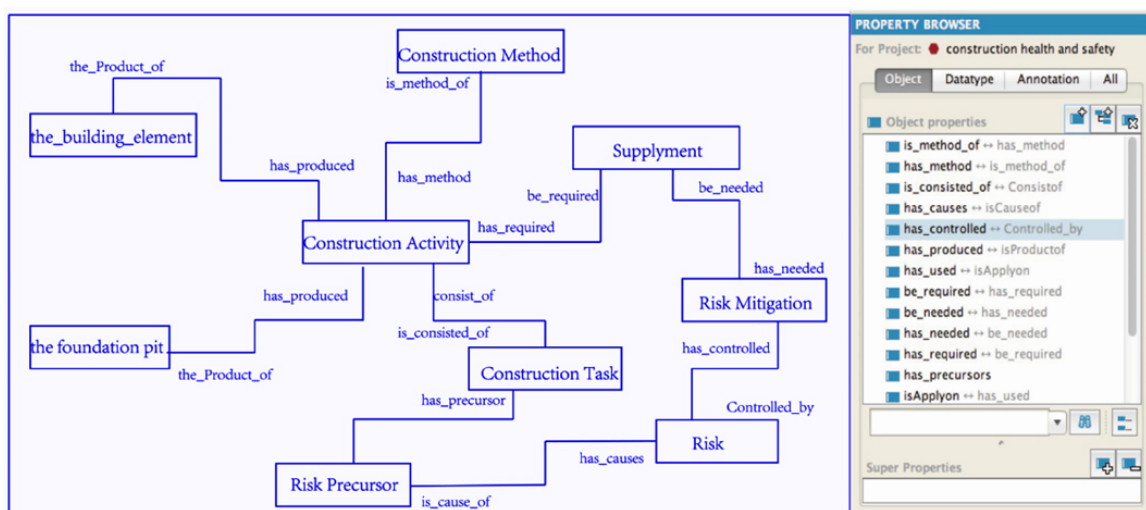 Construction Method
is_method_of
the_Product_of
the_building_element
has_produced
has_method
Supplyment
be_required
be_needed
Construction Activity
has_required
has_produced
consist_of
has_needed
Risk Mitigation
the foundation pit
is_consisted_of
the_Product_of
has_controlled
Construction Task
has_precursor
Controlled_by
Risk
has_causes
Risk Precursor
is_cause_of
PROPERTY BROWSER
For Project: construction health and safety
Object Datatype Annotation All
Object properties
is_method_of ↔ has_method
has_method ↔ is_method_of
is_consisted_of ↔ Consistof
has_causes ↔ isCauseof
has_controlled ↔ Controlled_by
has_produced ↔ isProductof
has_used ↔ isApplyon
be_required ↔ has_required
be_needed ↔ has_needed
has_needed ↔ be_needed
has_required ↔ be_required
has_precursors
isApplyon ↔ has_used
Super Properties